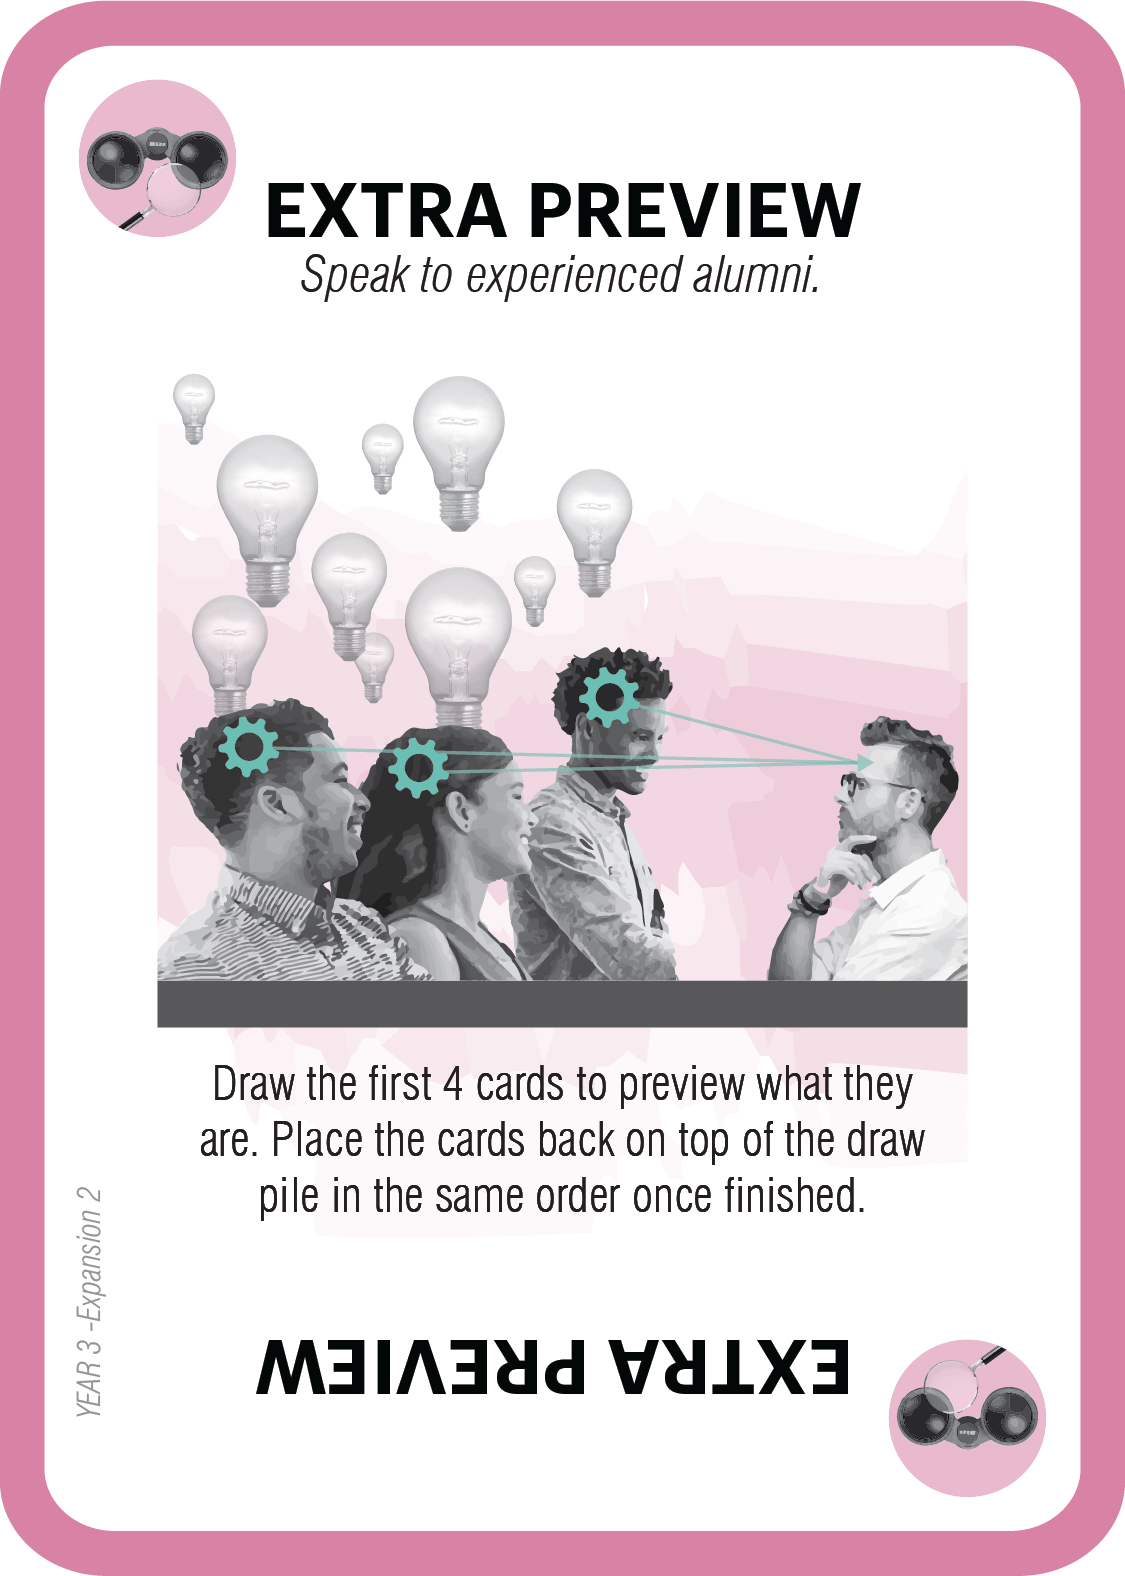 EXTRA PREVIEW
Speak to experienced alumni.
Draw the first 4 cards to preview what they
are. Place the cards back on top of the draw
pile in the same order once finished.
YEAR 3 -Expansion 2
EXTRA PREVIEW